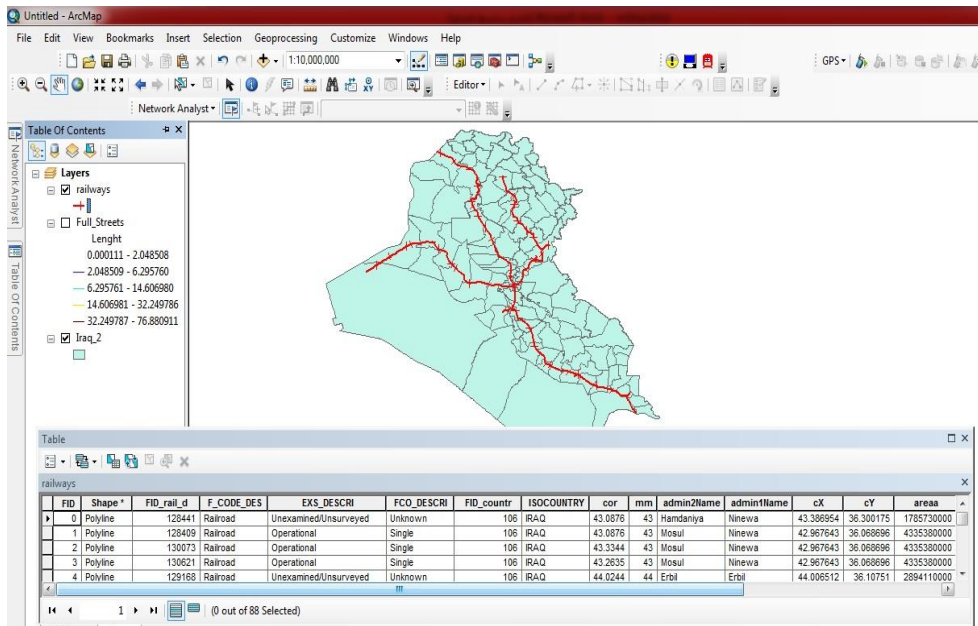 Untitled - ArcMap
File Edit View Bookmarks Insert Selection Geoprocessing Customize Windows Help
1:10,000,000
GPS
Editor
Network Analyst
Network Analyst
Table Of Contents
Table Of Contents
Layers
railways
Full_Streets
Lenght
0.000111 - 2.048508
2.048509 - 6.295760
6.295761 - 14.606980
14.606981 - 32.249786
32.249787 - 76.880911
Iraq_2
Table
railways
FID Shape * FID_rail_d F_CODE_DES EXS_DESCRI FCO_DESCRI FID_countr ISOCOUNTRY cor mm admin2Name admin1Name cX cY areaa
0 Polyline 128441 Railroad Unexamined/Unsurveyed Unknown 106 IRAQ 43.0876 43 Hamdaniya Ninewa 43.386954 36.300175 1785730000
1 Polyline 128409 Railroad Operational Single 106 IRAQ 43.0876 43 Mosul Ninewa 42.967643 36.068696 4335380000
2 Polyline 130073 Railroad Operational Single 106 IRAQ 43.3344 43 Mosul Ninewa 42.967643 36.068696 4335380000
3 Polyline 130621 Railroad Operational Single 106 IRAQ 43.2635 43 Mosul Ninewa 42.967643 36.068696 4335380000
4 Polyline 129168 Railroad Unexamined/Unsurveyed Unknown 106 IRAQ 44.0244 44 Erbil Erbil 44.006512 36.10751 2894110000
1 (0 out of 88 Selected)